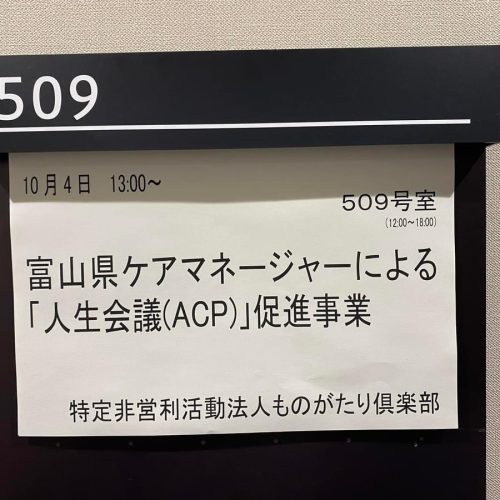 509
10月4日 13:00～
509号室
(12:00～18:00)
富山県ケアマネージャーによる
「人生会議(ACP)」促進事業
特定非営利活動法人ものがたり倶楽部